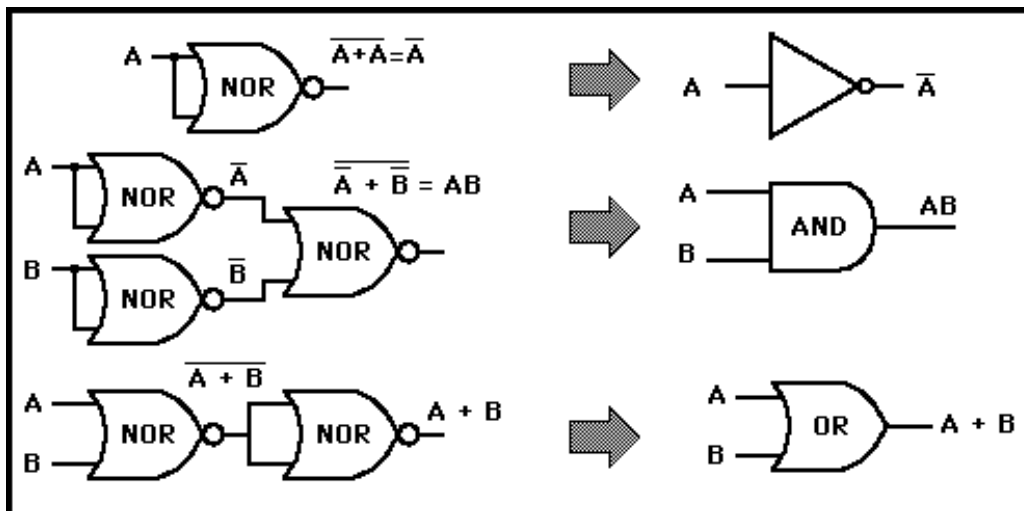 A NOR A̅+̅A̅ = A̅ A A̅
A NOR A̅ A̅̅ ̅+̅ ̅B̅̅ = AB A AND AB
NOR B
B NOR B̅
A NOR A̅ ̅+̅ ̅B̅ NOR A + B A OR A + B
B B